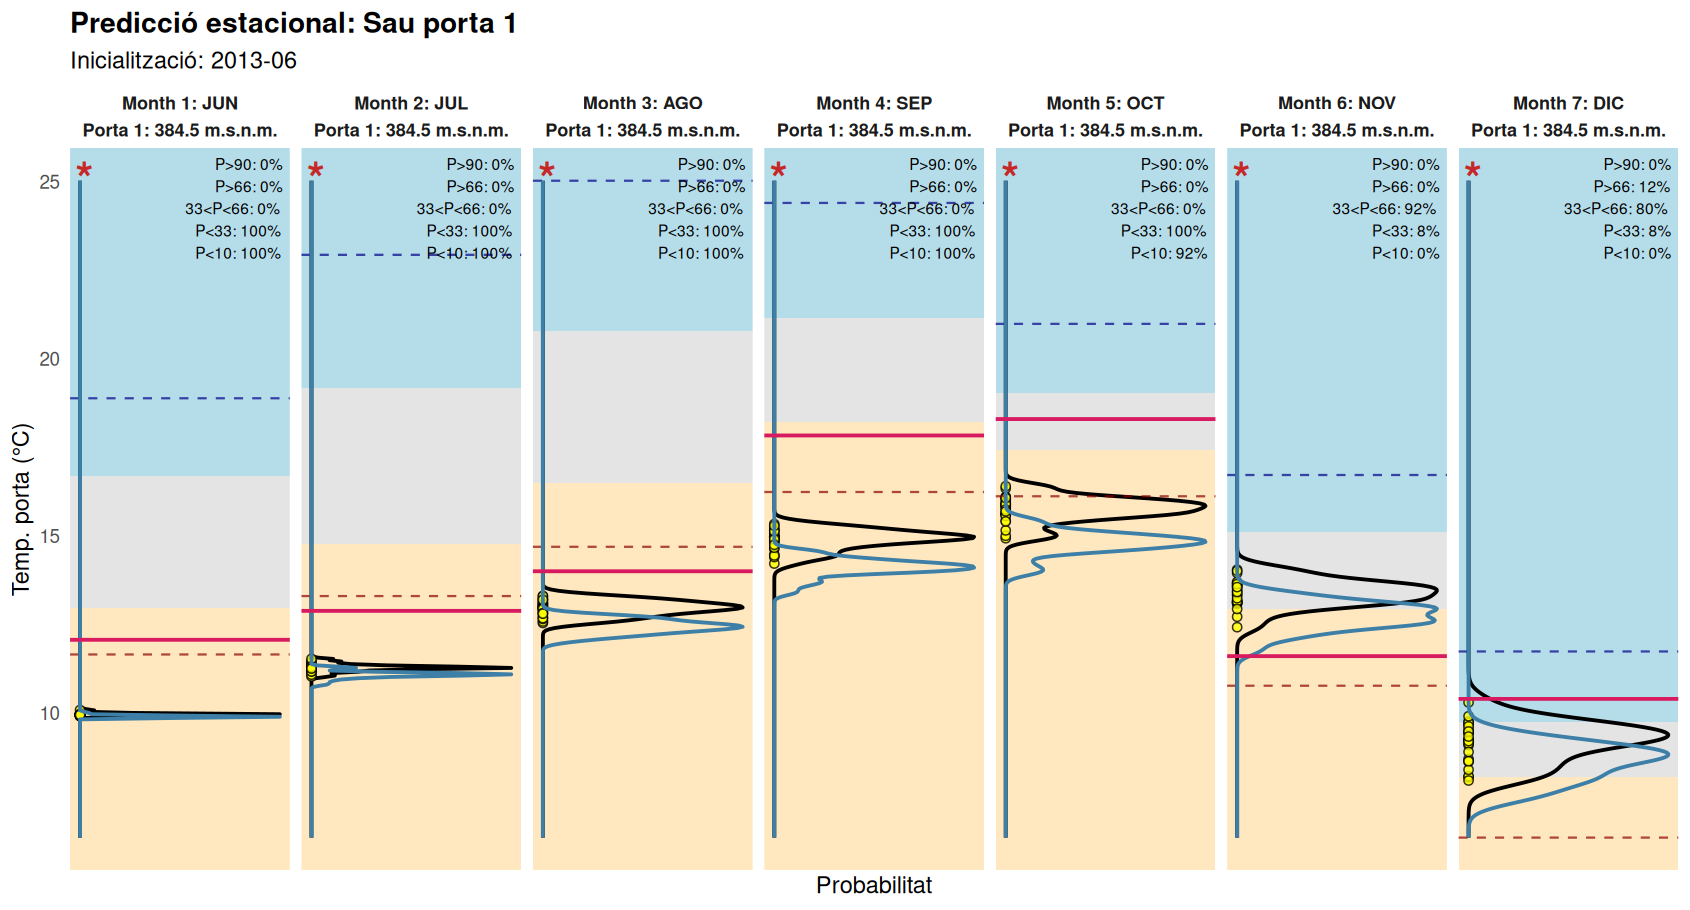 Predicció estacional: Sau porta 1
Inicialització: 2013-06
Month 1: JUN
Porta 1: 384.5 m.s.n.m.
Month 2: JUL
Porta 1: 384.5 m.s.n.m.
Month 3: AGO
Porta 1: 384.5 m.s.n.m.
Month 4: SEP
Porta 1: 384.5 m.s.n.m.
Month 5: OCT
Porta 1: 384.5 m.s.n.m.
Month 6: NOV
Porta 1: 384.5 m.s.n.m.
Month 7: DIC
Porta 1: 384.5 m.s.n.m.
*
P>90: 0%
P>66: 0%
33<P<66: 0%
P<33: 100%
P<10: 100%
*
P>90: 0%
P>66: 0%
33<P<66: 0%
P<33: 100%
P<10: 100%
*
P>90: 0%
P>66: 0%
33<P<66: 0%
P<33: 100%
P<10: 100%
*
P>90: 0%
P>66: 0%
33<P<66: 0%
P<33: 100%
P<10: 100%
*
P>90: 0%
P>66: 0%
33<P<66: 0%
P<33: 100%
P<10: 92%
*
P>90: 0%
P>66: 0%
33<P<66: 92%
P<33: 8%
P<10: 0%
*
P>90: 0%
P>66: 12%
33<P<66: 80%
P<33: 8%
P<10: 0%
25
20
15
10
Temp. porta (°C)
Probabilitat